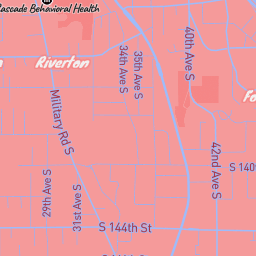 Cascade Behavioral Health
Riverton
34th Ave S
35th Ave S
40th Ave S
Military Rd S
42nd Ave S
S 140
29th Ave S
31st Ave S
S 144th St